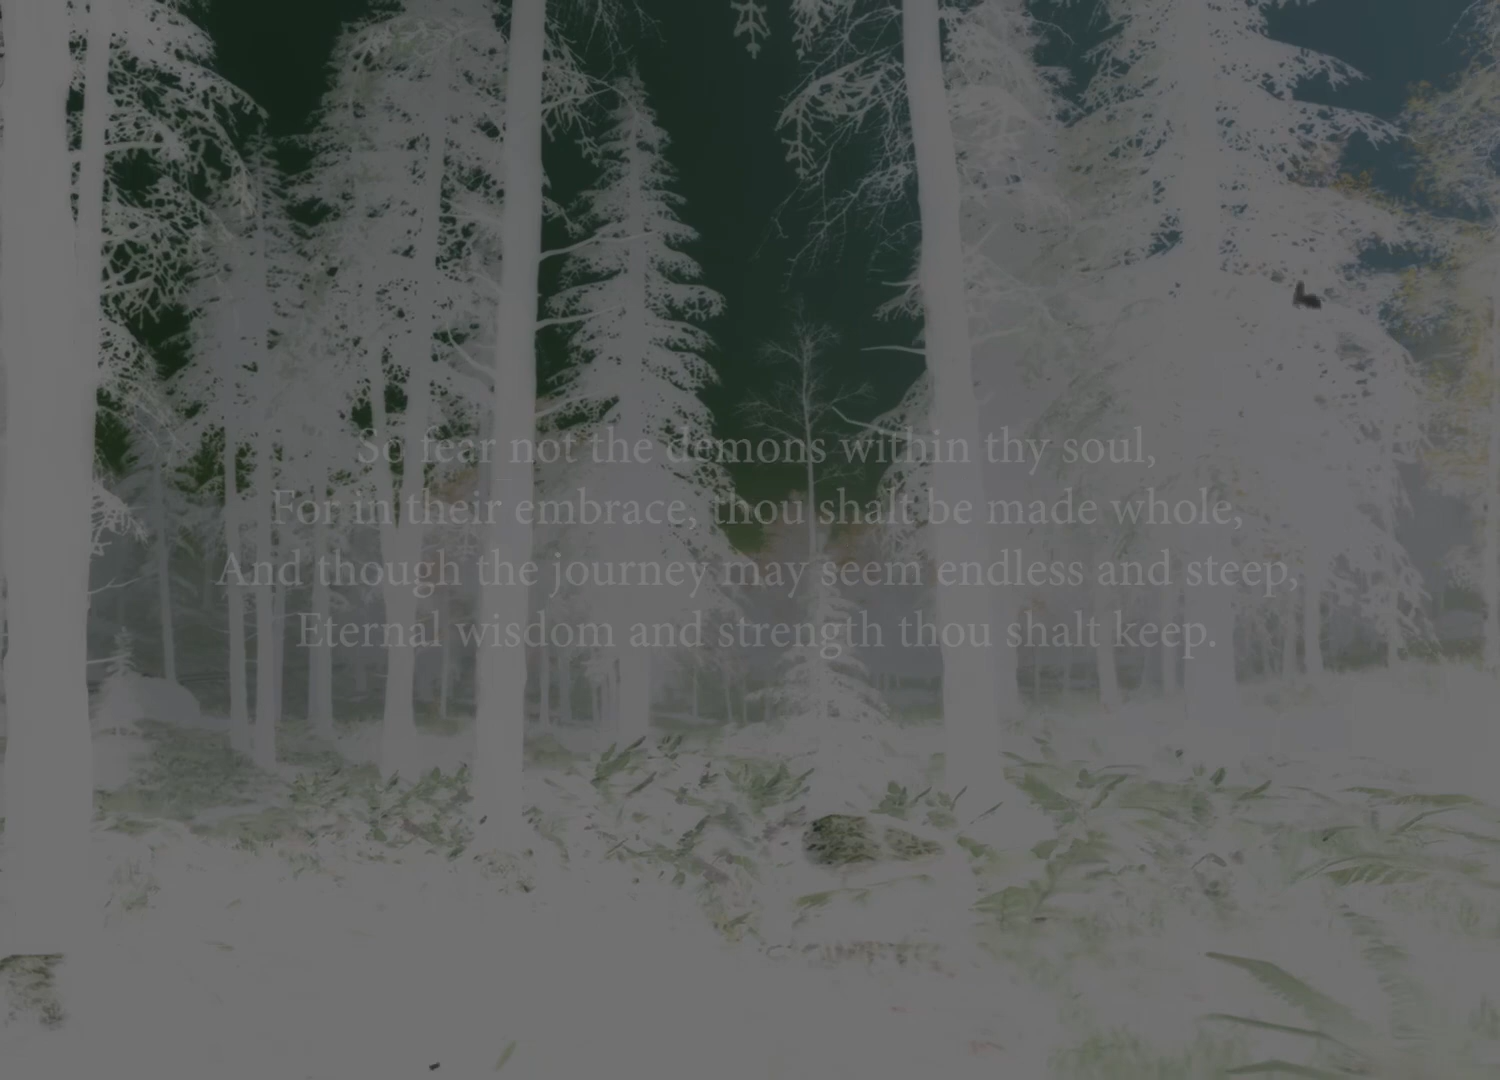 So fear not the demons within thy soul,
For in their embrace, thou shalt be made whole,
And though the journey may seem endless and steep,
Eternal wisdom and strength thou shalt keep.